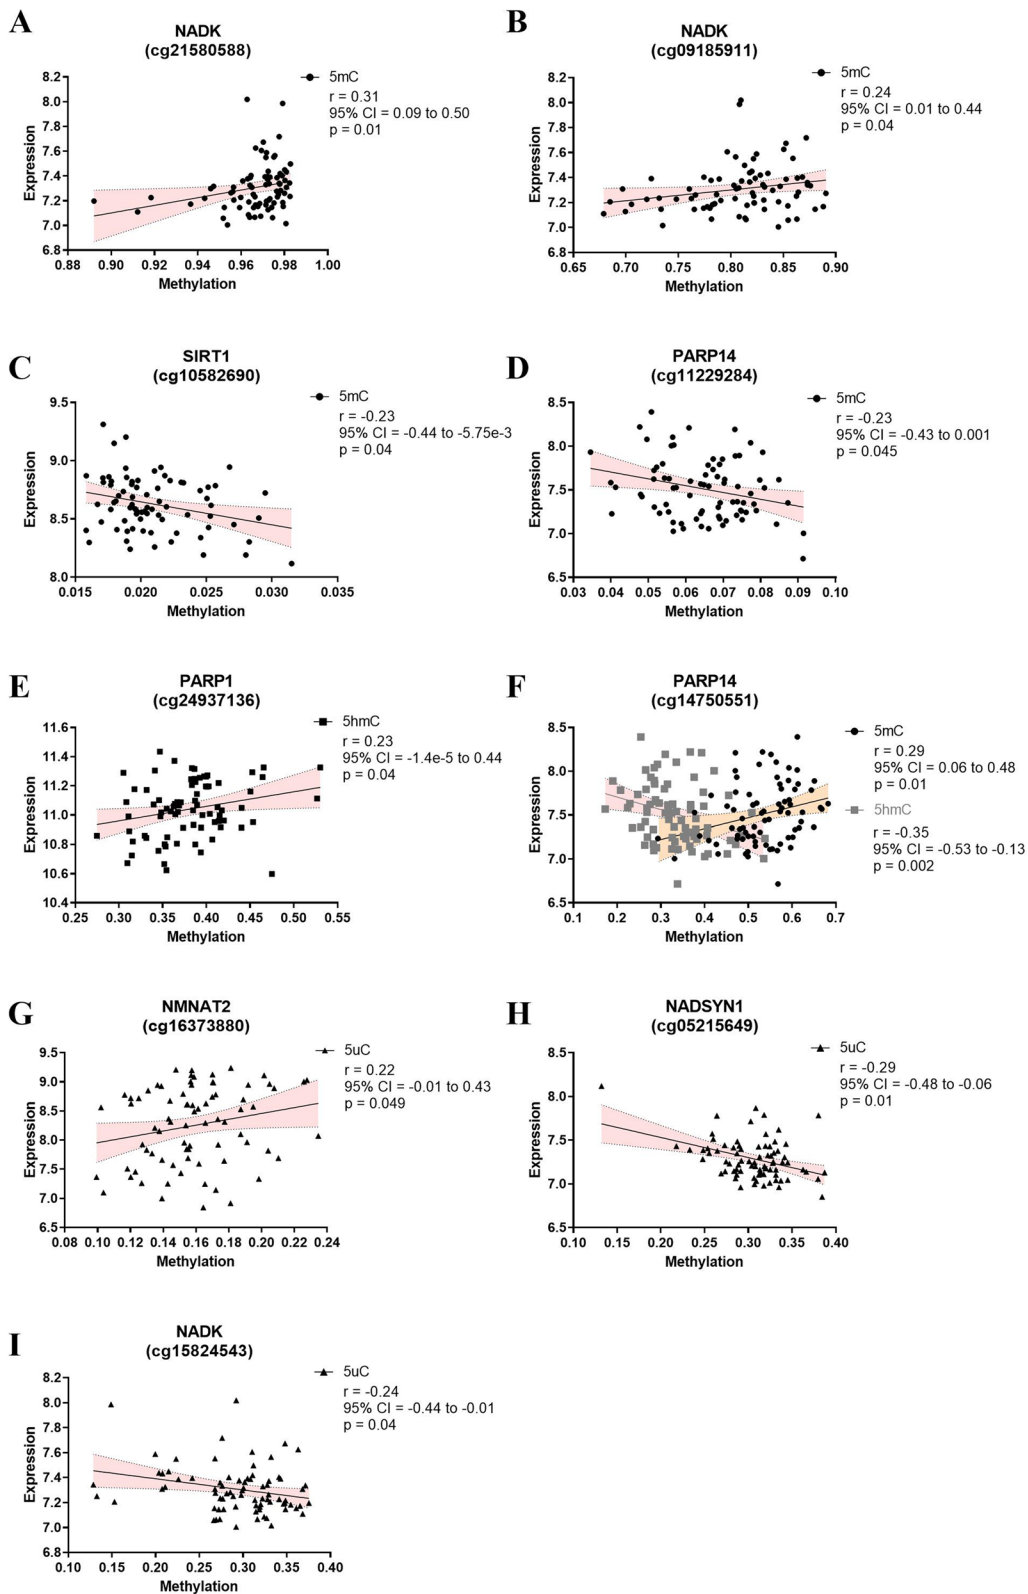 A
NADK
(cg21580588)
5mC
r = 0.31
95% CI = 0.09 to 0.50
p = 0.01
Expression
8.2
8.0
7.8
7.6
7.4
7.2
7.0
6.8
0.88 0.90 0.92 0.94 0.96 0.98 1.00
Methylation
B
NADK
(cg09185911)
5mC
r = 0.24
95% CI = 0.01 to 0.44
p = 0.04
Expression
8.2
8.0
7.8
7.6
7.4
7.2
7.0
6.8
0.65 0.70 0.75 0.80 0.85 0.90
Methylation
C
SIRT1
(cg10582690)
5mC
r = -0.23
95% CI = -0.44 to -5.75e-3
p = 0.04
Expression
9.5
9.0
8.5
8.0
0.015 0.020 0.025 0.030 0.035
Methylation
D
PARP14
(cg11229284)
5mC
r = -0.23
95% CI = -0.43 to 0.001
p = 0.045
Expression
8.5
8.0
7.5
7.0
6.5
0.03 0.04 0.05 0.06 0.07 0.08 0.09 0.10
Methylation
E
PARP1
(cg24937136)
5hmC
r = 0.23
95% CI = -1.4e-5 to 0.44
p = 0.04
Expression
11.6
11.4
11.2
11.0
10.8
10.6
10.4
0.25 0.30 0.35 0.40 0.45 0.50 0.55
Methylation
F
PARP14
(cg14750551)
5mC
r = 0.29
95% CI = 0.06 to 0.48
p = 0.01
5hmC
r = -0.35
95% CI = -0.53 to -0.13
p = 0.002
Expression
8.5
8.0
7.5
7.0
6.5
0.1 0.2 0.3 0.4 0.5 0.6 0.7
Methylation
G
NMNAT2
(cg16373880)
5uC
r = 0.22
95% CI = -0.01 to 0.43
p = 0.049
Expression
9.5
9.0
8.5
8.0
7.5
7.0
6.5
0.08 0.10 0.12 0.14 0.16 0.18 0.20 0.22 0.24
Methylation
H
NADSYN1
(cg05215649)
5uC
r = -0.29
95% CI = -0.48 to -0.06
p = 0.01
Expression
8.5
8.0
7.5
7.0
6.5
0.10 0.15 0.20 0.25 0.30 0.35 0.40
Methylation
I
NADK
(cg15824543)
5uC
r = -0.24
95% CI = -0.44 to -0.01
p = 0.04
Expression
8.2
8.0
7.8
7.6
7.4
7.2
7.0
6.8
0.10 0.15 0.20 0.25 0.30 0.35 0.40
Methylation